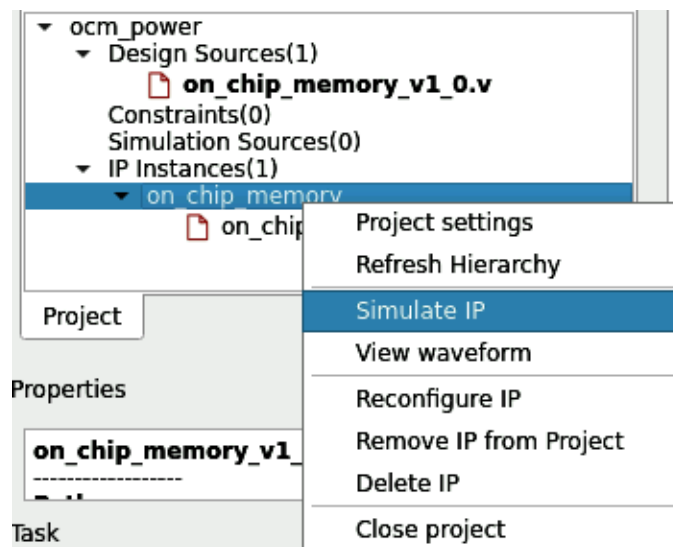 ocm_power
Design Sources(1)
on_chip_memory_v1_0.v
Constraints(0)
Simulation Sources(0)
IP Instances(1)
on_chip_memory
on_chip
Project settings
Refresh Hierarchy
Simulate IP
View waveform
Reconfigure IP
Remove IP from Project
Delete IP
Close project
Project
Properties
on_chip_memory_v1_
------------------
Task